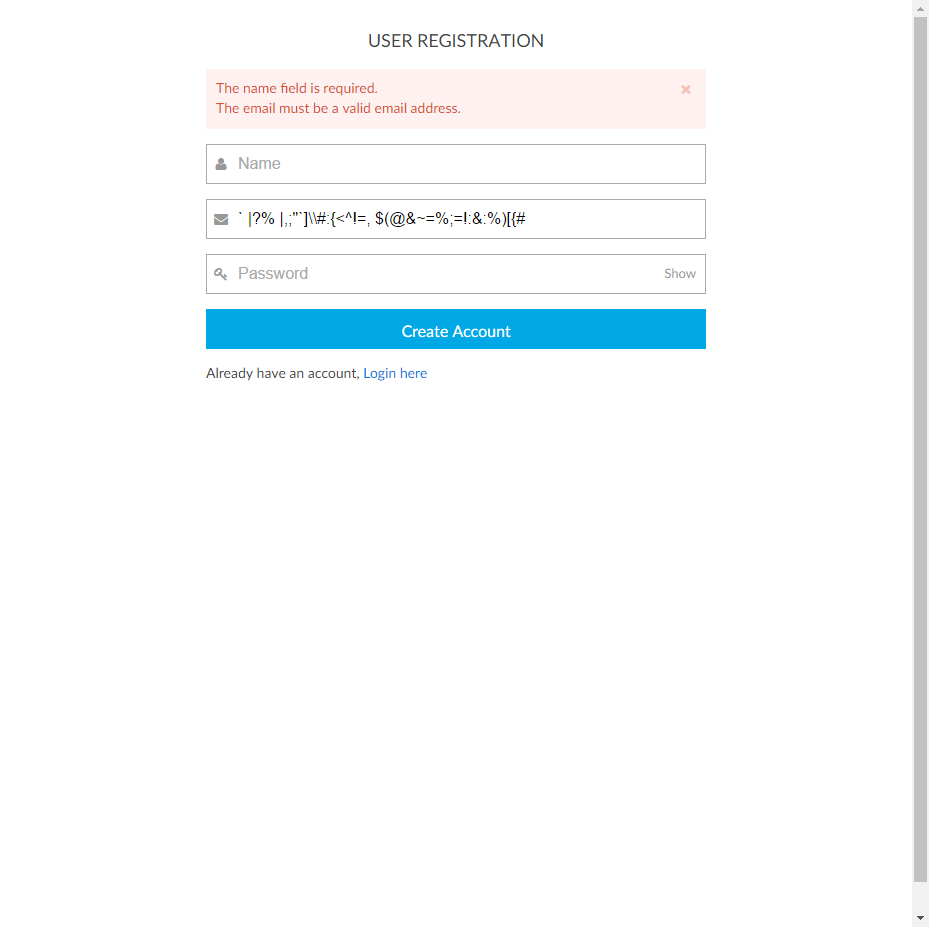 USER REGISTRATION
The name field is required.
The email must be a valid email address.
Name
` |?% |,;"`]\\#:{<^!=, $(@&~=%;=!:&:%)[{#
Password Show
Create Account
Already have an account, Login here